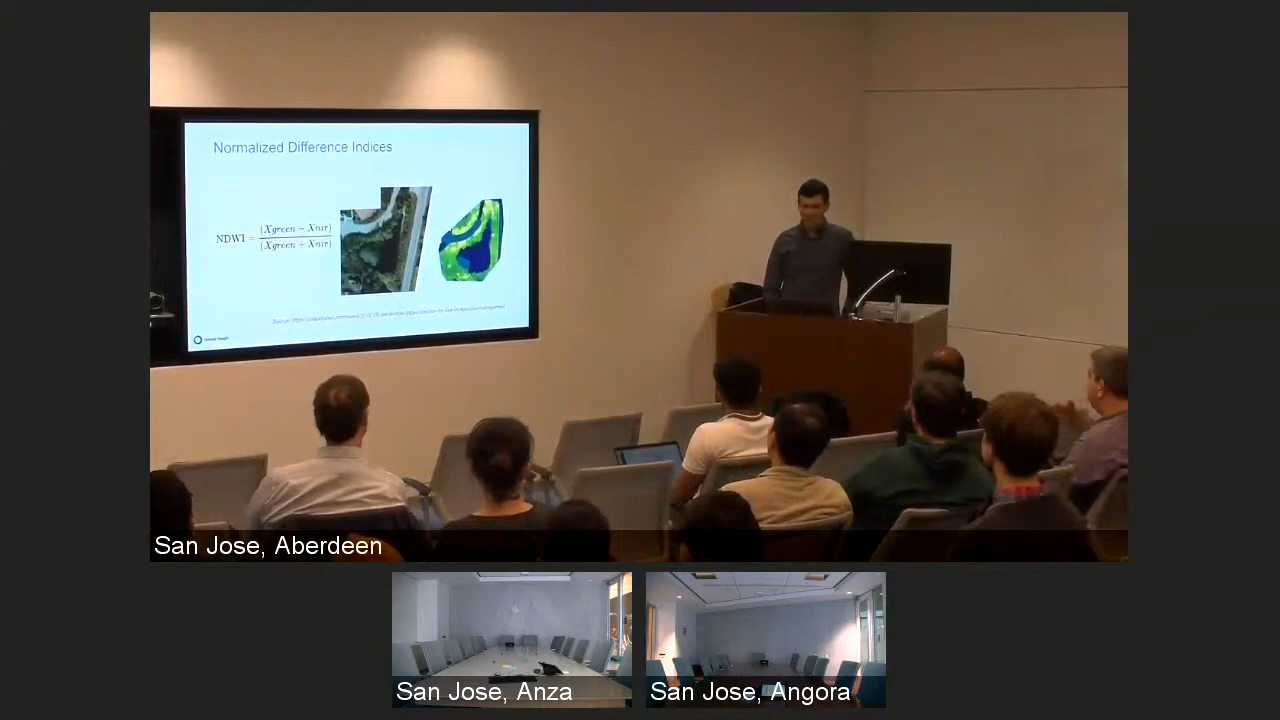 Normalized Difference Indices
NDWI = (Xgreen − Xnir)
(Xgreen + Xnir)
San Jose, Aberdeen
San Jose, Anza
San Jose, Angora